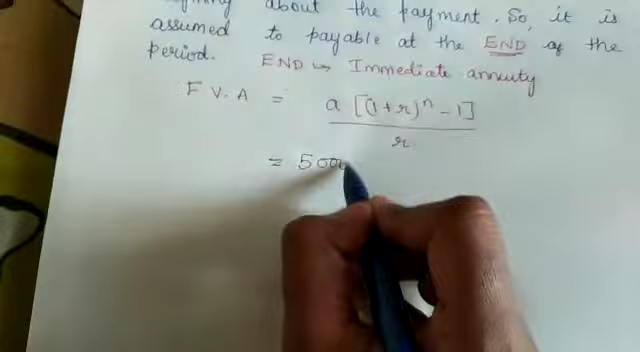 about the payment. So, it is
assumed to payable at the END of the
period. END ↳ Immediate annuity
F V. A = a [(1+r)ⁿ - 1]
r
= 5000